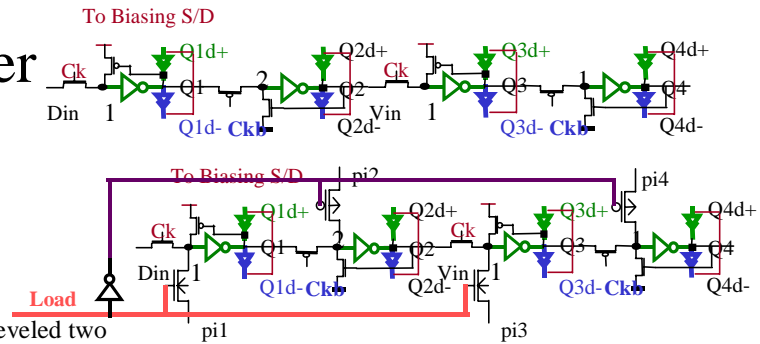 To Biasing S/D
er
Ck Q1d+ Q2d+ Ck Q3d+ Q4d+
Q1 2 Q2 Q3 1 Q4
Din 1 Vin 1
Q1d- Ckb Q2d- Q3d- Ckb Q4d-
To Biasing S/D pi2 pi4
Ck Q1d+ Q2d+ Ck Q3d+ Q4d+
Q1 2 Q2 Q3 1 Q4
Din 1 Vin 1
Q1d- Ckb Q2d- Q3d- Ckb Q4d-
Load
eveled two pi1 pi3